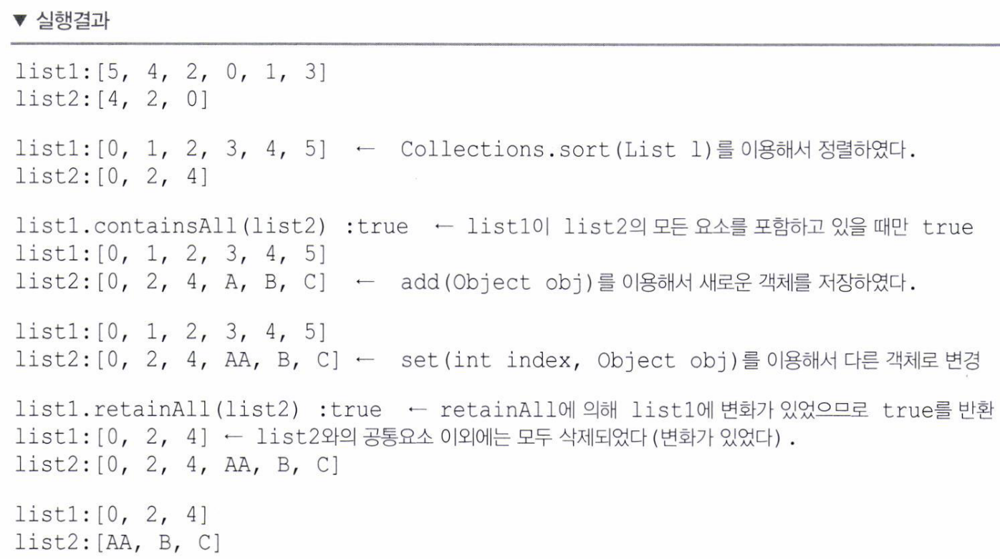 ▼ 실행결과
list1:[5, 4, 2, 0, 1, 3]
list2:[4, 2, 0]
list1:[0, 1, 2, 3, 4, 5] ← Collections.sort(List l)를 이용해서 정렬하였다.
list2:[0, 2, 4]
list1.containsAll(list2) :true ← list1이 list2의 모든 요소를 포함하고 있을 때만 true
list1:[0, 1, 2, 3, 4, 5]
list2:[0, 2, 4, A, B, C] ← add(Object obj)를 이용해서 새로운 객체를 저장하였다.
list1:[0, 1, 2, 3, 4, 5]
list2:[0, 2, 4, AA, B, C] ← set(int index, Object obj)를 이용해서 다른 객체로 변경
list1.retainAll(list2) :true ← retainAll에 의해 list1에 변화가 있었으므로 true를 반환
list1:[0, 2, 4] ← list2와의 공통요소 이외에는 모두 삭제되었다(변화가 있었다).
list2:[0, 2, 4, AA, B, C]
list1:[0, 2, 4]
list2:[AA, B, C]